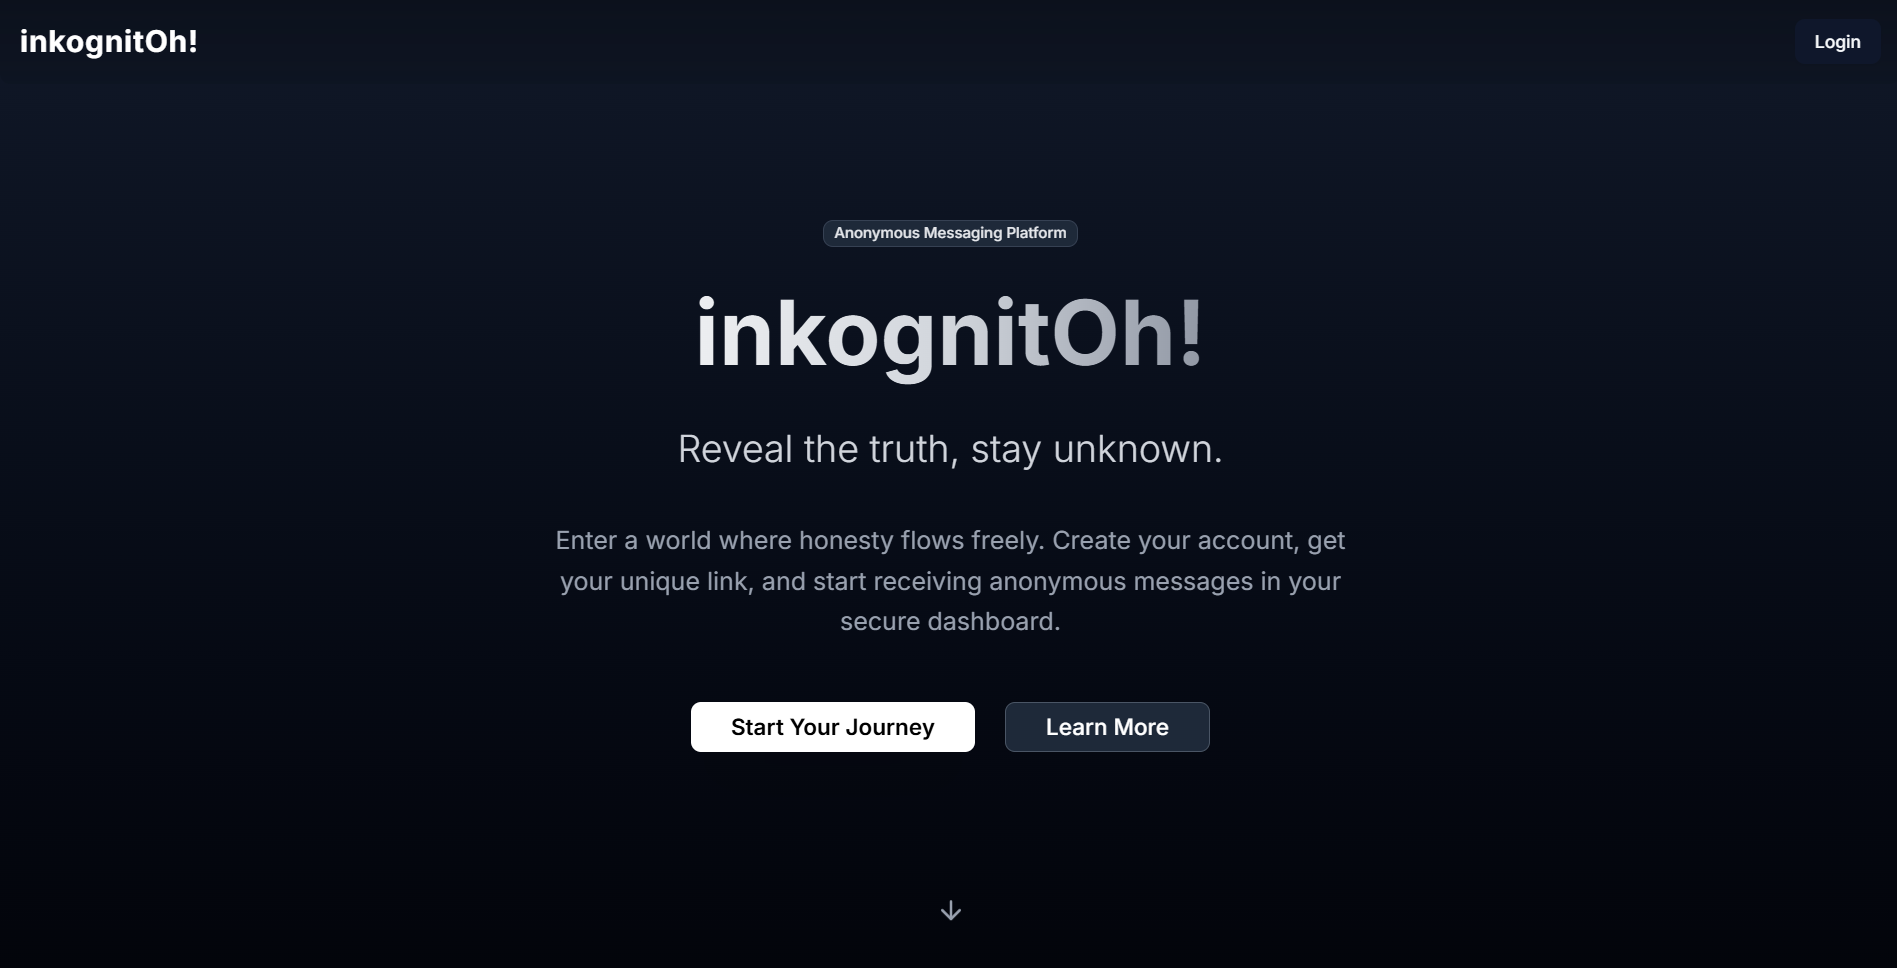 inkognitOh!
Login
Anonymous Messaging Platform
inkognitOh!
Reveal the truth, stay unknown.
Enter a world where honesty flows freely. Create your account, get
your unique link, and start receiving anonymous messages in your
secure dashboard.
Start Your Journey
Learn More